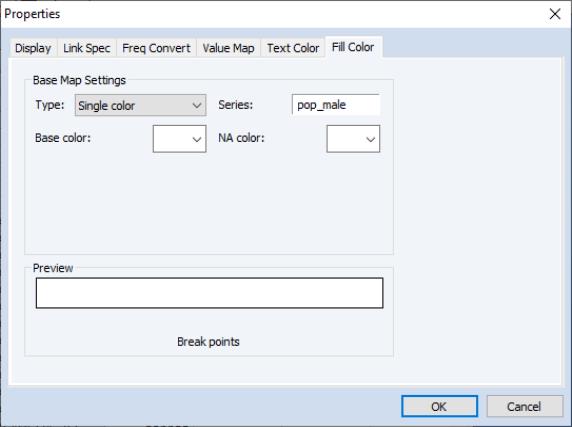 Properties
Display Link Spec Freq Convert Value Map Text Color Fill Color
Base Map Settings
Type: Single color Series: pop_male
Base color: NA color:
Preview
Break points
OK Cancel